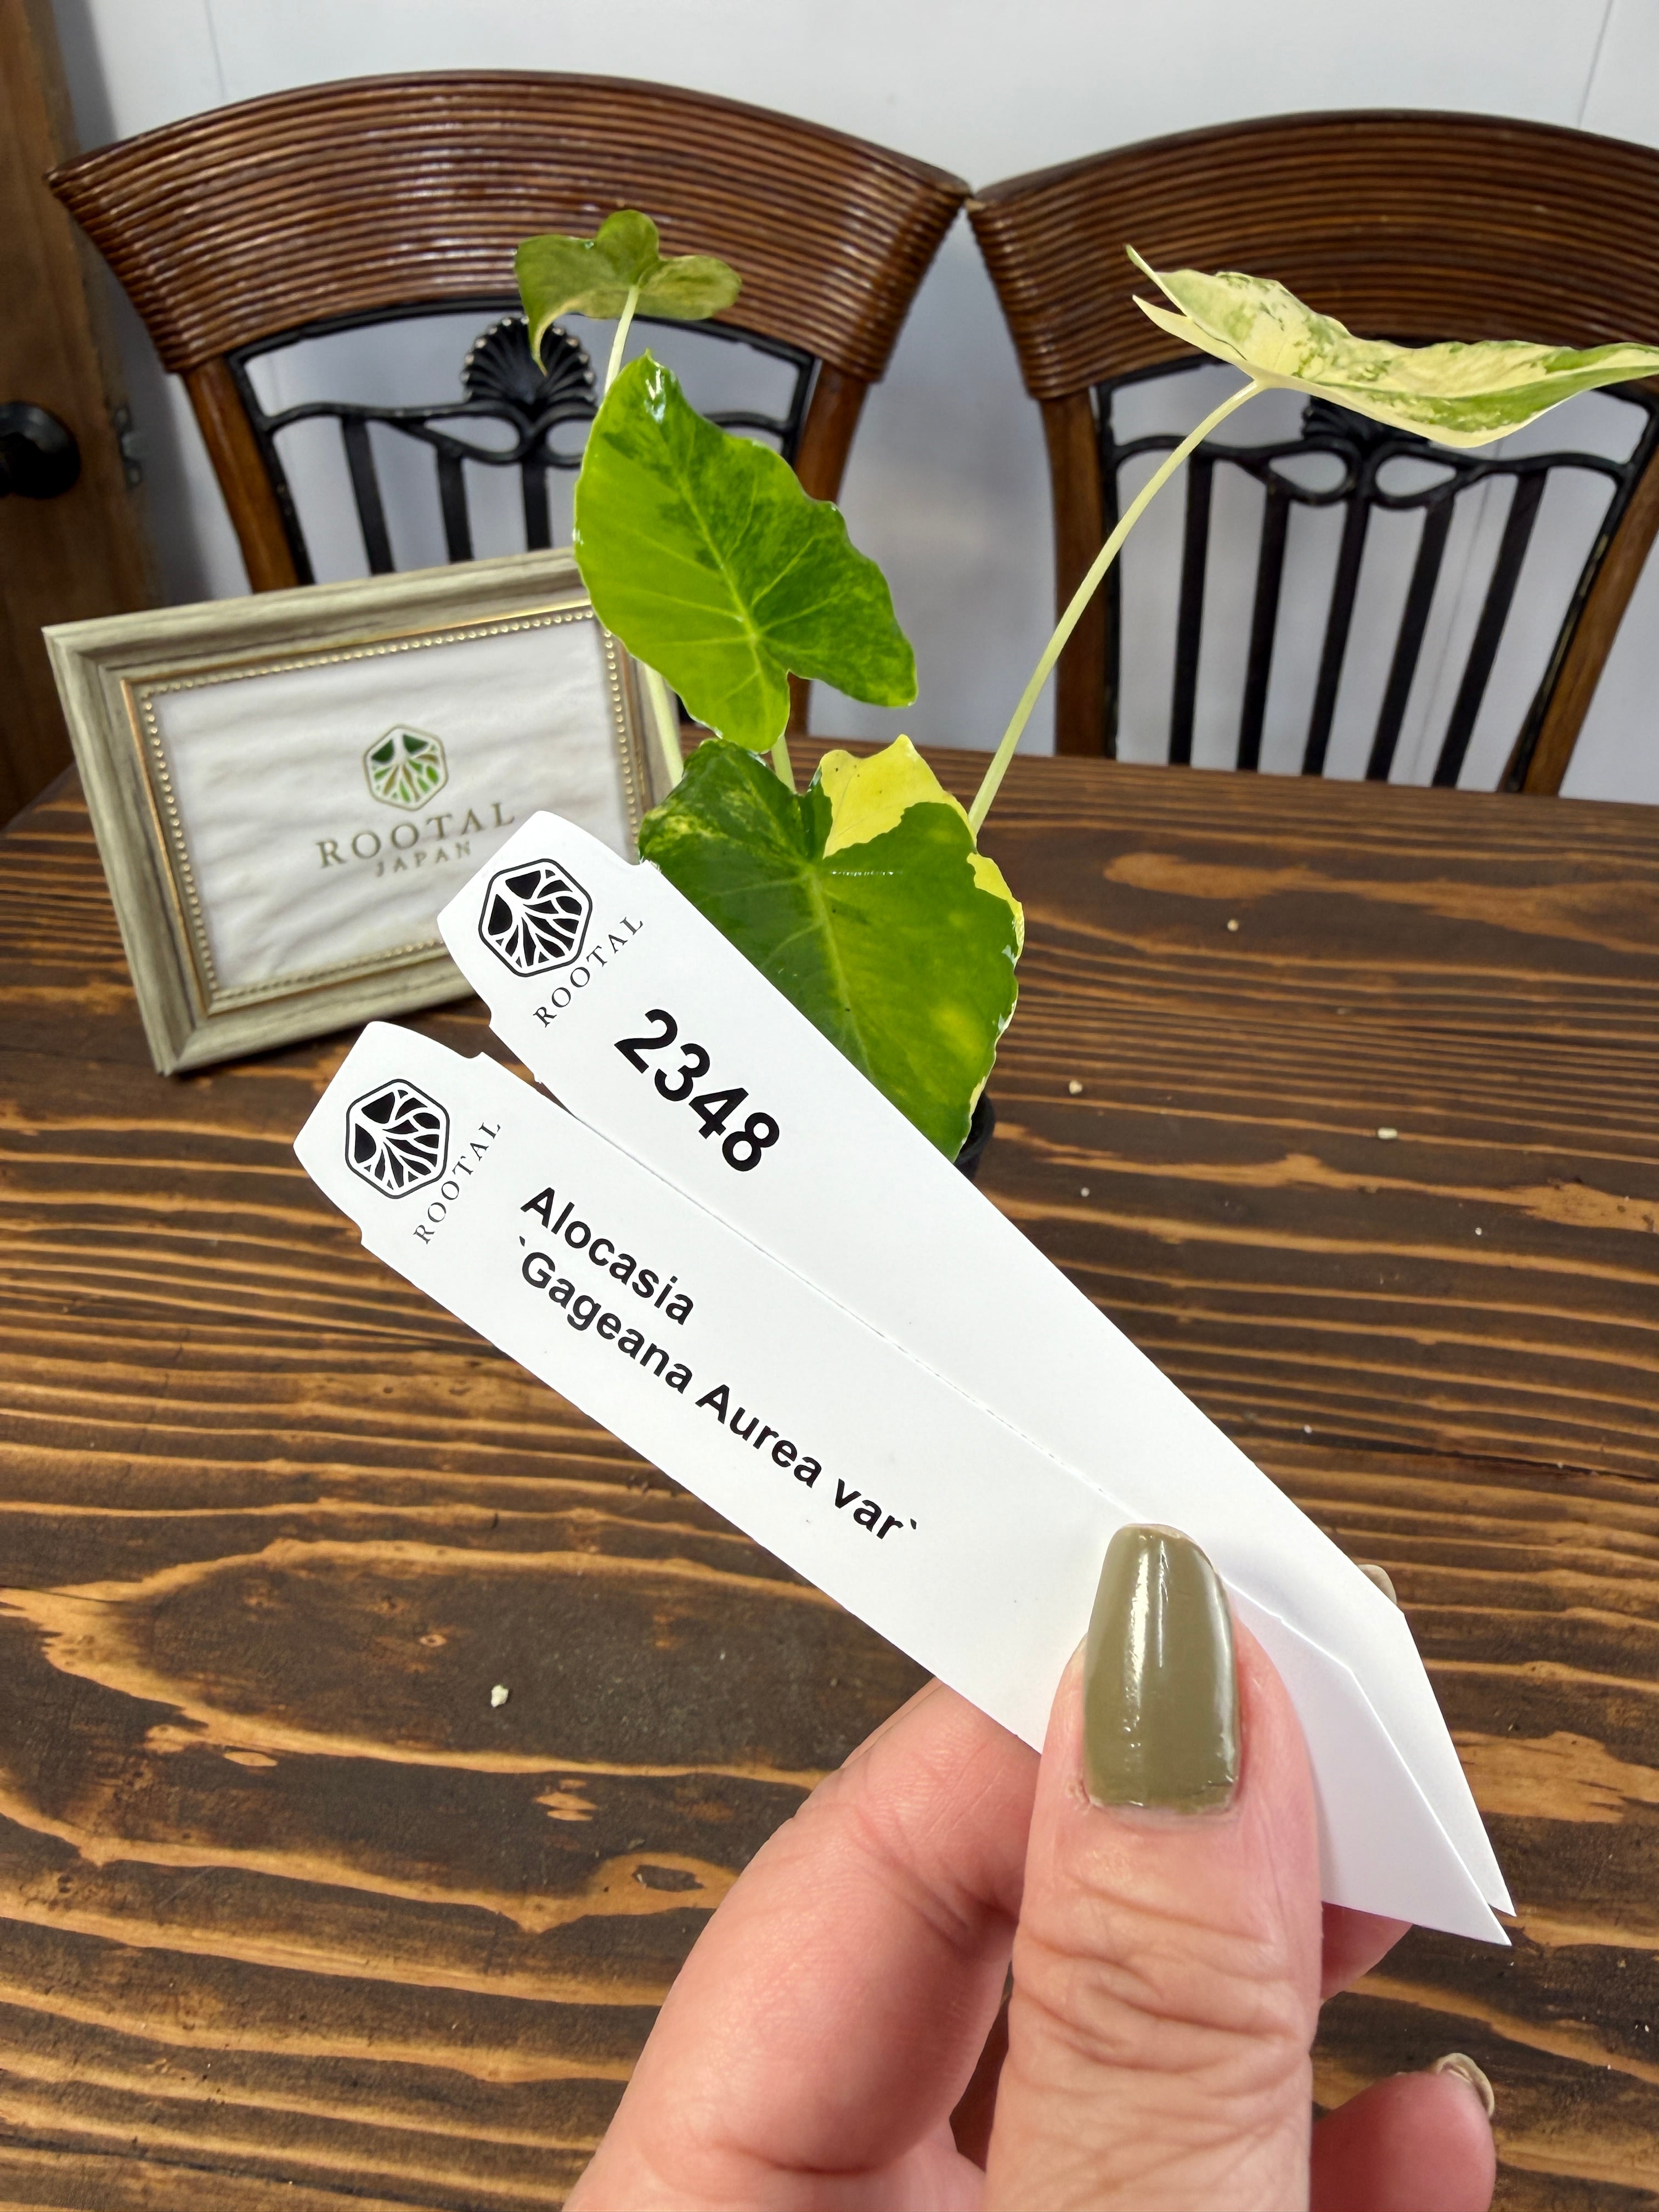 ROOTAL
JAPAN
ROOTAL
2348
ROOTAL
Alocasia
`Gageana Aurea var`